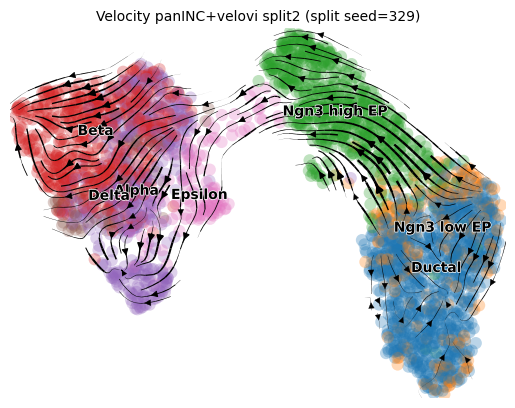 Velocity panINC+velovi split2 (split seed=329)
Ngn3 high EP
Beta
Alpha
Delta
Epsilon
Ngn3 low EP
Ductal